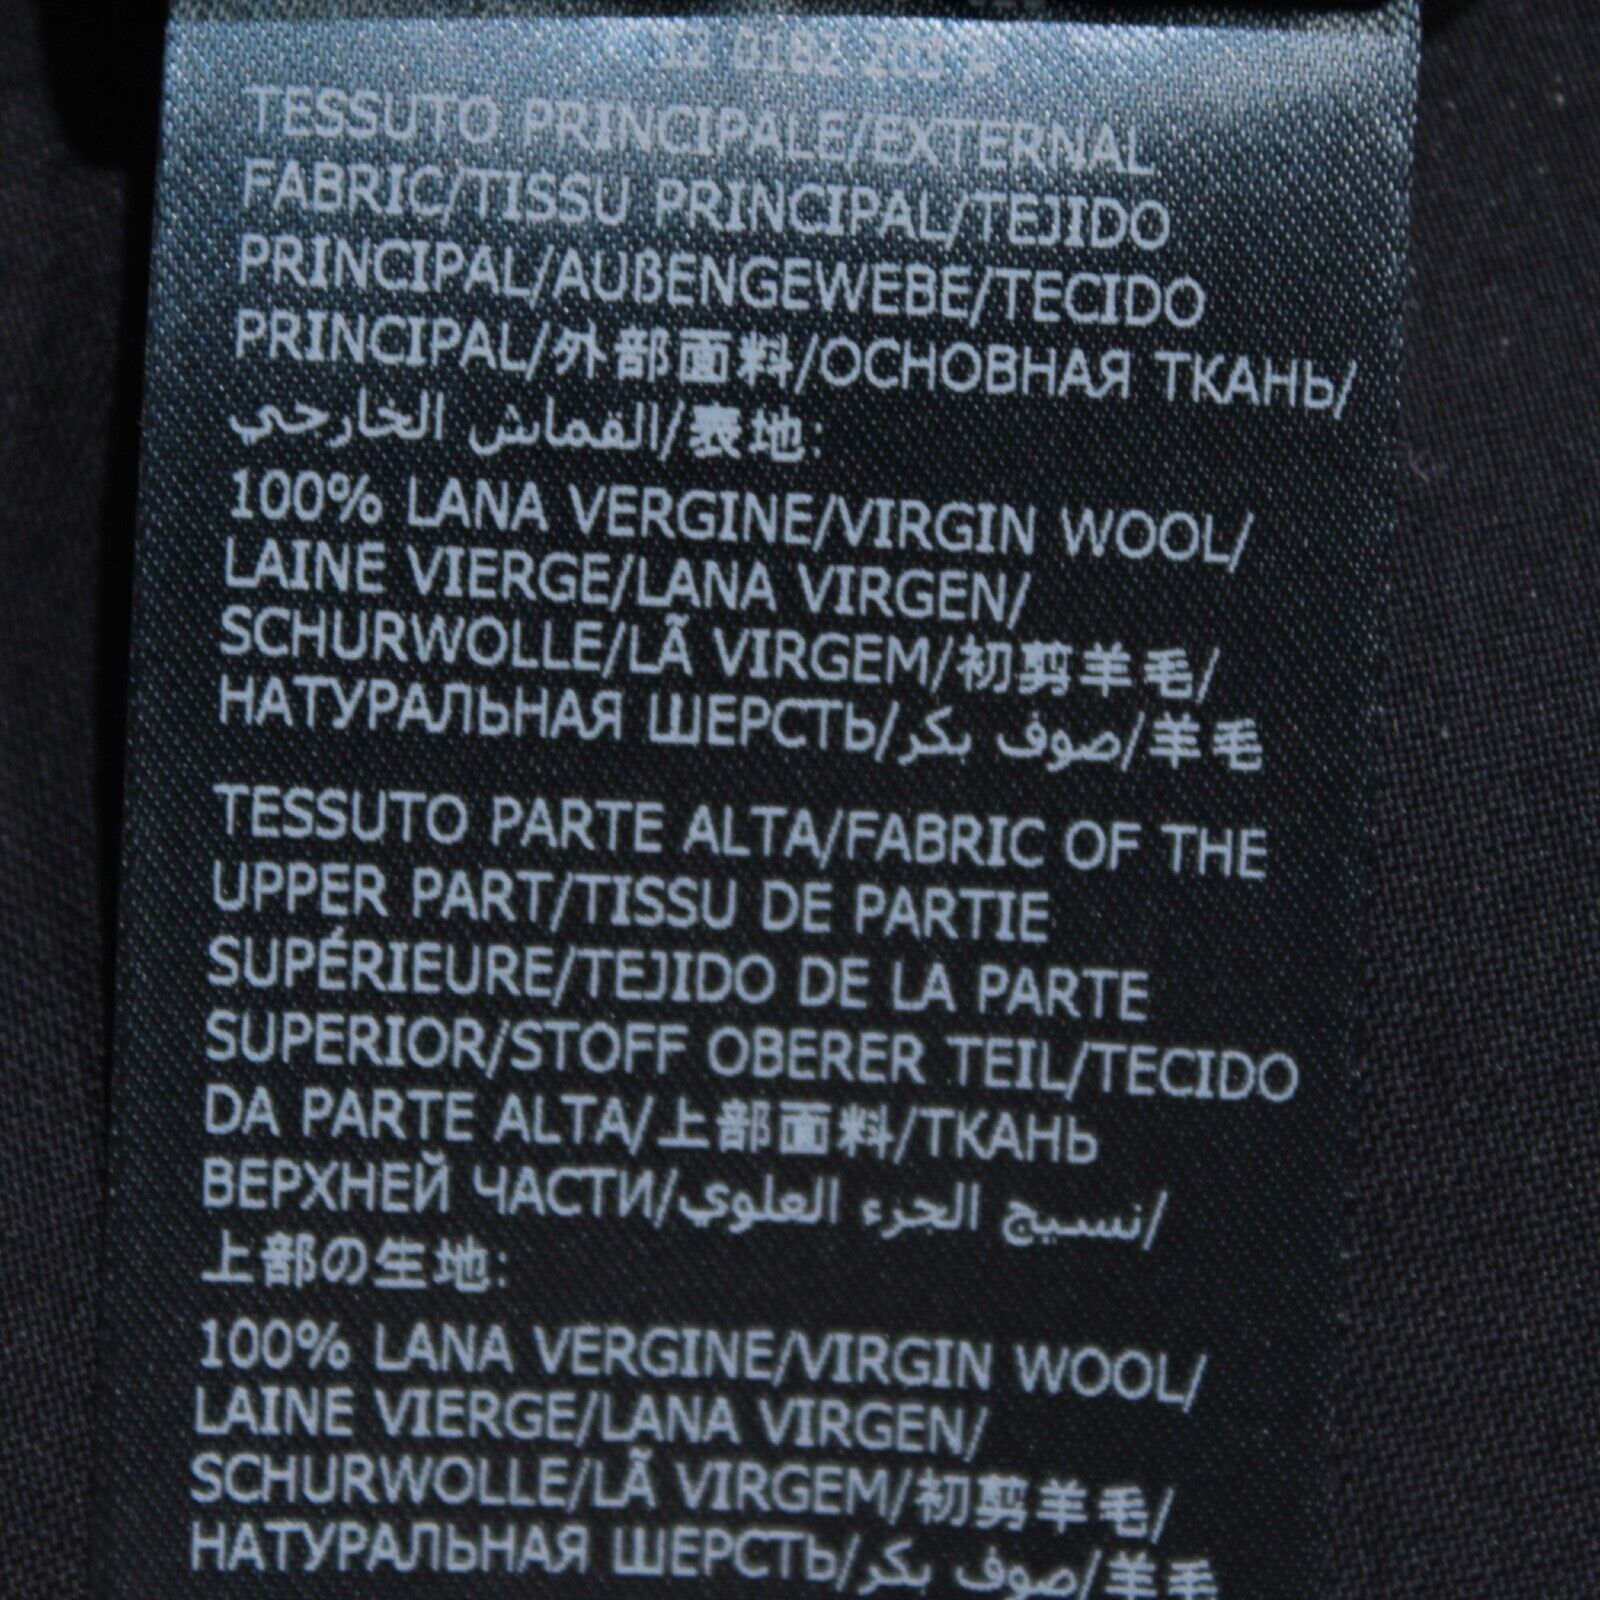 12 0182 203
TESSUTO PRINCIPALE/EXTERNAL
FABRIC/TISSU PRINCIPAL/TEJIDO
PRINCIPAL/AUßENGEWEBE/TECIDO
PRINCIPAL/外部面料/ОСНОВНАЯ ТКАНЬ/
القماش الخارجي/表地:
100% LANA VERGINE/VIRGIN WOOL/
LAINE VIERGE/LANA VIRGEN/
SCHURWOLLE/LÃ VIRGEM/初剪羊毛/
НАТУРАЛЬНАЯ ШЕРСТЬ/صوف بكر/羊毛
TESSUTO PARTE ALTA/FABRIC OF THE
UPPER PART/TISSU DE PARTIE
SUPÉRIEURE/TEJIDO DE LA PARTE
SUPERIOR/STOFF OBERER TEIL/TECIDO
DA PARTE ALTA/上部面料/ТКАНЬ
ВЕРХНЕЙ ЧАСТИ/نسيج الجزء العلوي/
上部の生地:
100% LANA VERGINE/VIRGIN WOOL/
LAINE VIERGE/LANA VIRGEN/
SCHURWOLLE/LÃ VIRGEM/初剪羊毛/
НАТУРАЛЬНАЯ ШЕРСТЬ/صوف بكر/羊毛